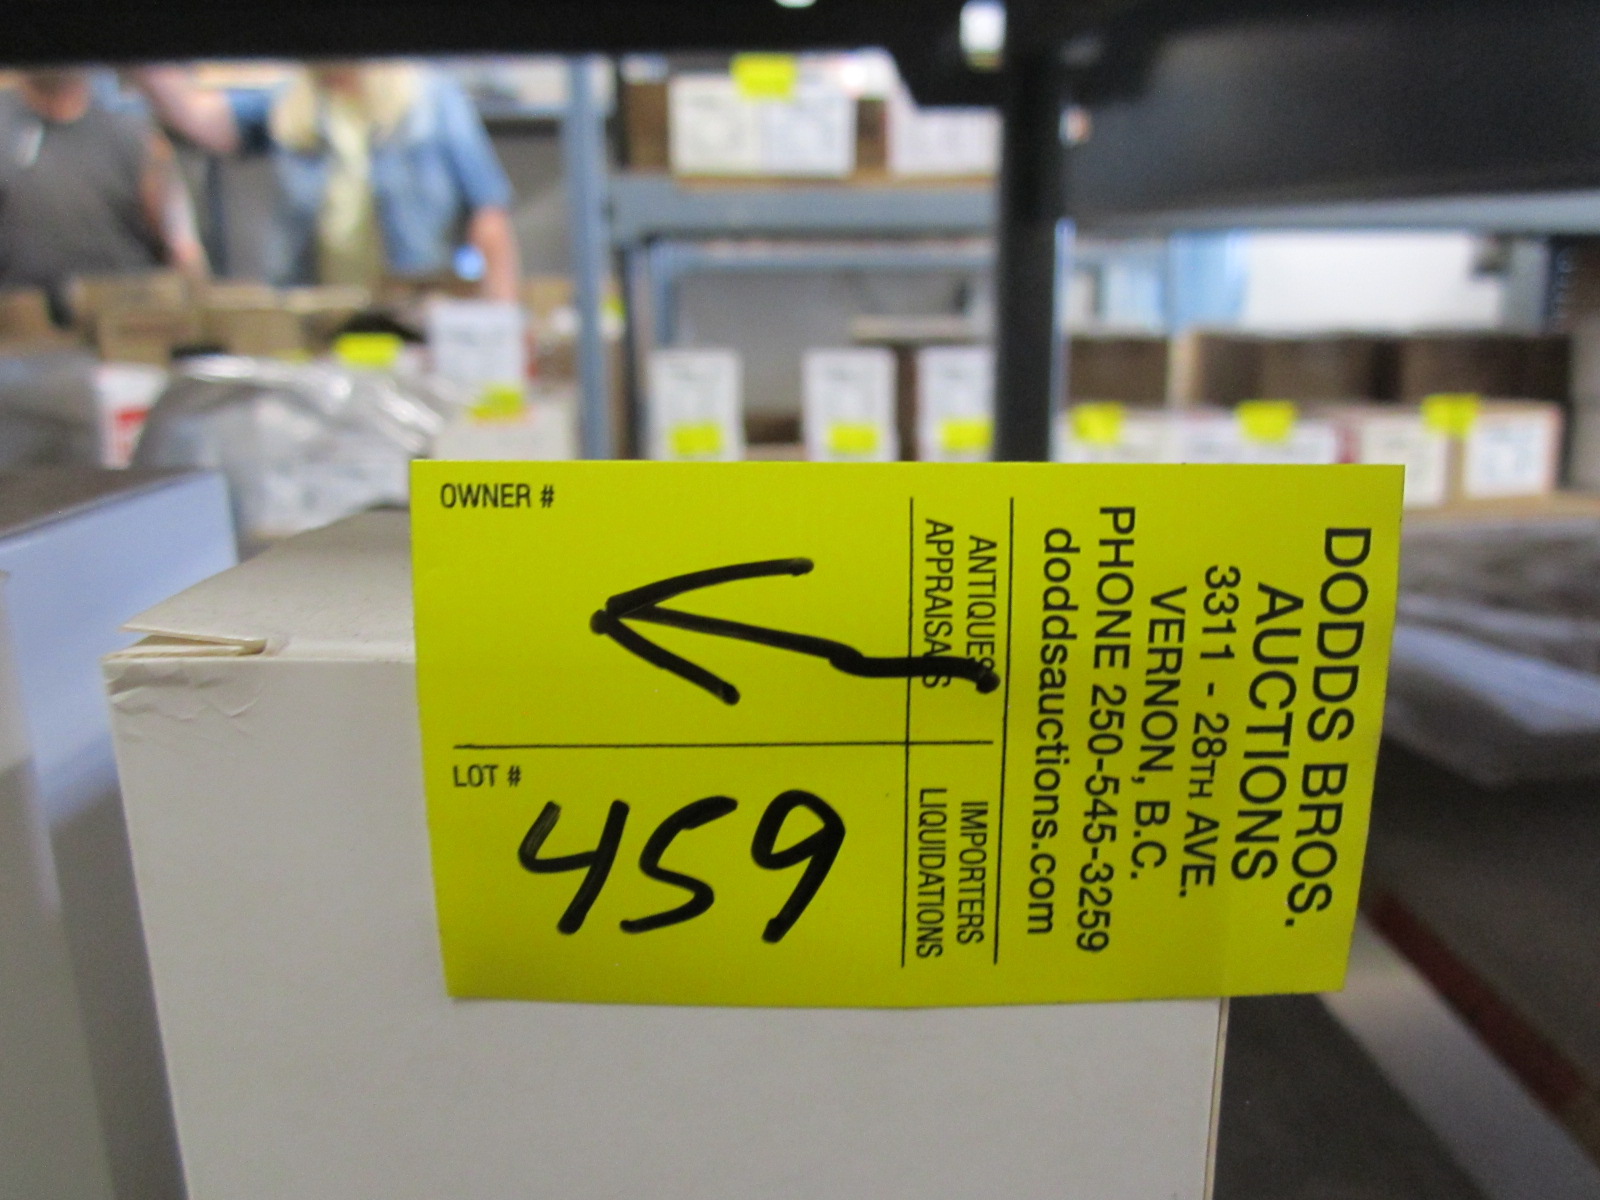 DODDS BROS.
AUCTIONS
3311 - 28TH AVE.
VERNON, B.C.
PHONE 250-545-3259
doddsauctions.com
ANTIQUES
APPRAISALS
IMPORTERS
LIQUIDATIONS
OWNER #
LOT #
459